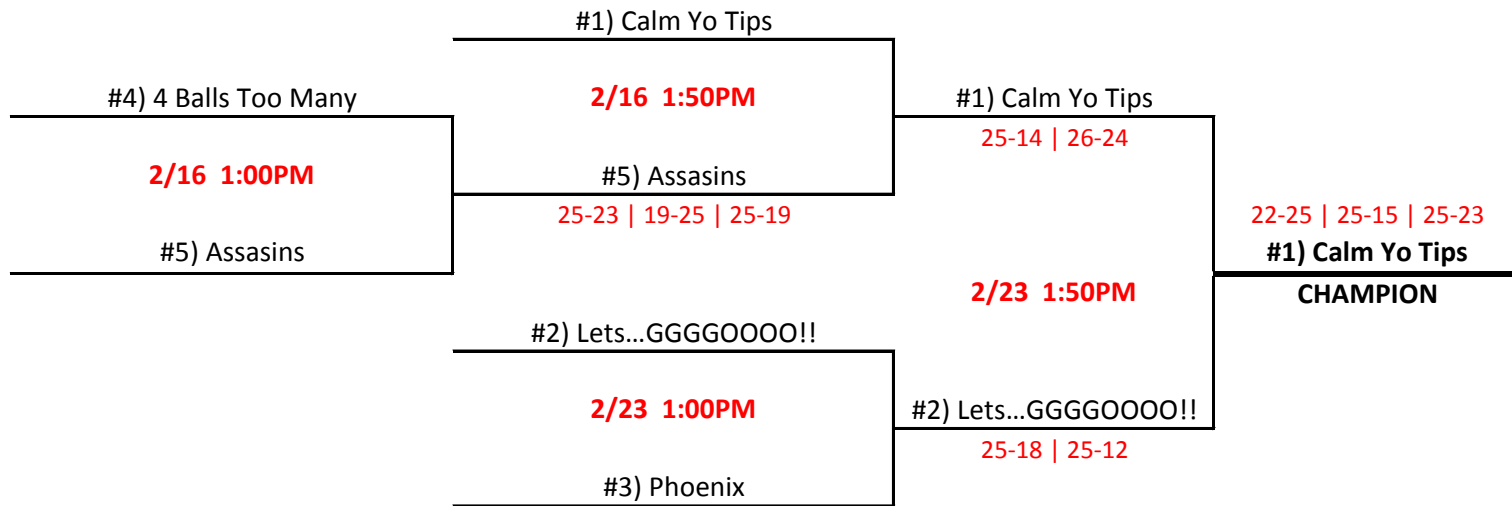 #1) Calm Yo Tips
#4) 4 Balls Too Many
2/16 1:50PM
#1) Calm Yo Tips
25-14 | 26-24
2/16 1:00PM
#5) Assasins
25-23 | 19-25 | 25-19
22-25 | 25-15 | 25-23
#5) Assasins
#1) Calm Yo Tips
2/23 1:50PM
CHAMPION
#2) Lets…GGGGOOOO!!
2/23 1:00PM
#2) Lets…GGGGOOOO!!
25-18 | 25-12
#3) Phoenix